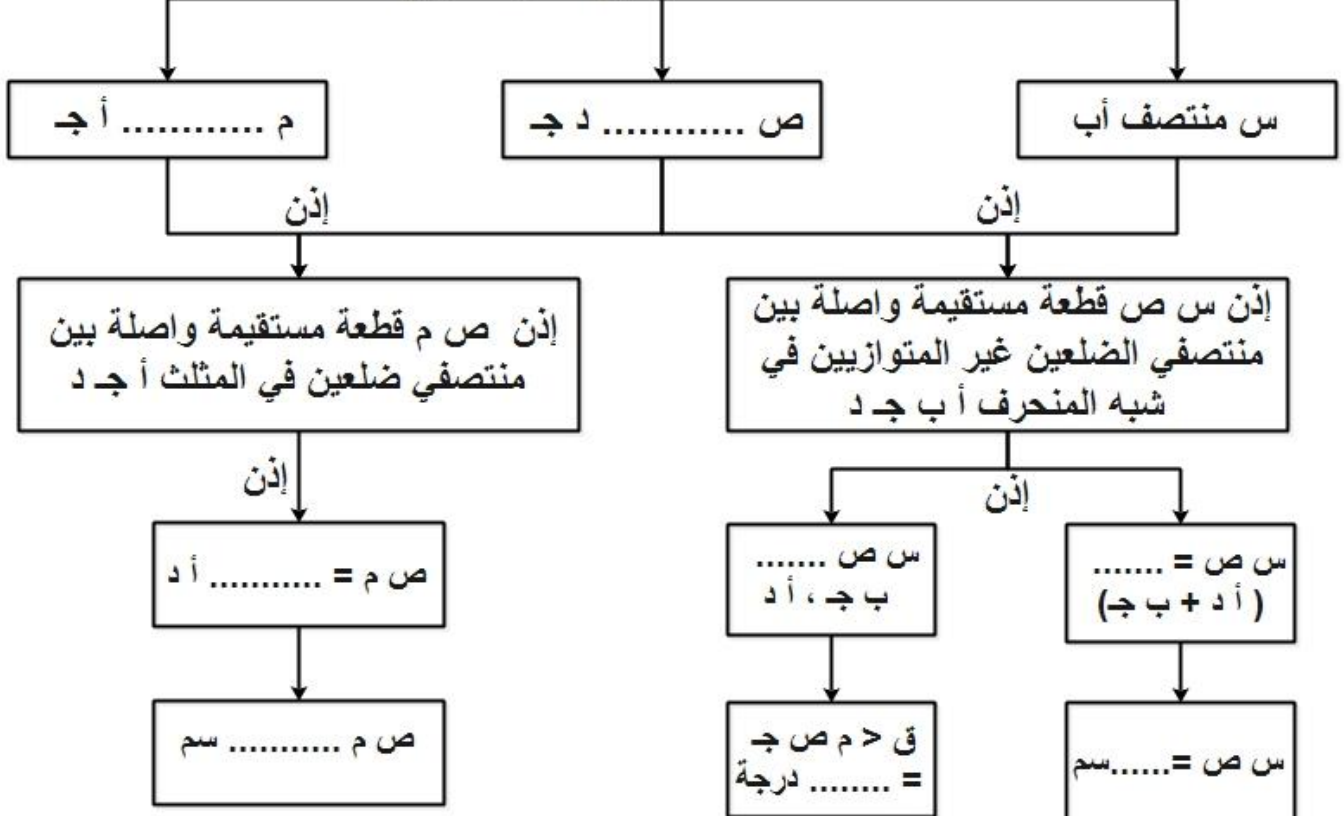 س منتصف أب
ص ............ د جـ
م ............ أ جـ
إذن
إذن
إذن س ص قطعة مستقيمة واصلة بين
منتصفي الضلعين غير المتوازيين في
شبه المنحرف أ ب جـ د
إذن ص م قطعة مستقيمة واصلة بين
منتصفي ضلعين في المثلث أ جـ د
إذن
إذن
س ص = .......
( أ د + ب جـ)
س ص .......
ب جـ ، أ د
ص م = ........... أ د
س ص =......سم
ق < م ص جـ
= ........ درجة
ص م ........... سم